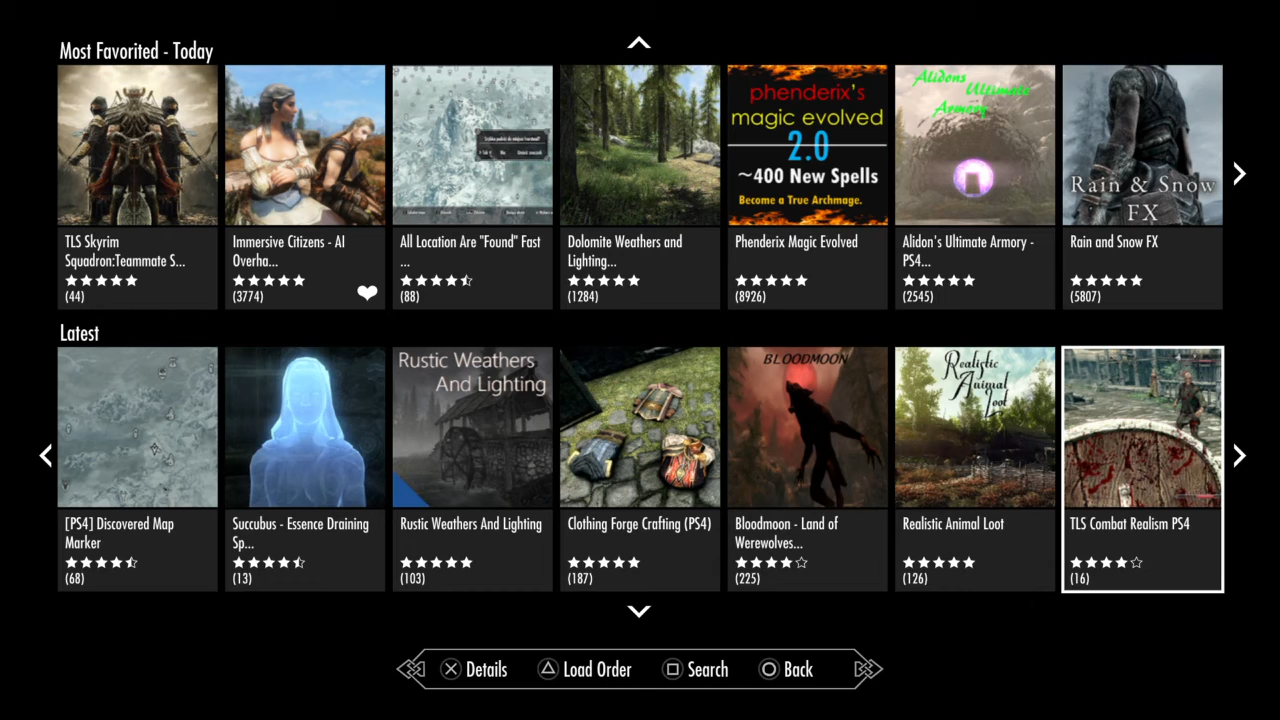 Most Favorited - Today
phenderix's
magic evolved
2.0
~400 New Spells
Become a True Archmage.
Alidons
Ultimate
Armory
Rain & Snow
FX
TLS Skyrim
Squadron:Teammate S...
(44)
Immersive Citizens - AI
Overha...
(3774)
All Location Are "Found" Fast
...
(88)
Dolomite Weathers and
Lighting...
(1284)
Phenderix Magic Evolved
(8926)
Alidon's Ultimate Armory -
PS4...
(2545)
Rain and Snow FX
(5807)
Latest
Rustic Weathers
And Lighting
BLOODMOON
Realistic
Animal
Loot
[PS4] Discovered Map
Marker
(68)
Succubus - Essence Draining
Sp...
(13)
Rustic Weathers And Lighting
(103)
Clothing Forge Crafting (PS4)
(187)
Bloodmoon - Land of
Werewolves...
(225)
Realistic Animal Loot
(126)
TLS Combat Realism PS4
(16)
Details
Load Order
Search
Back